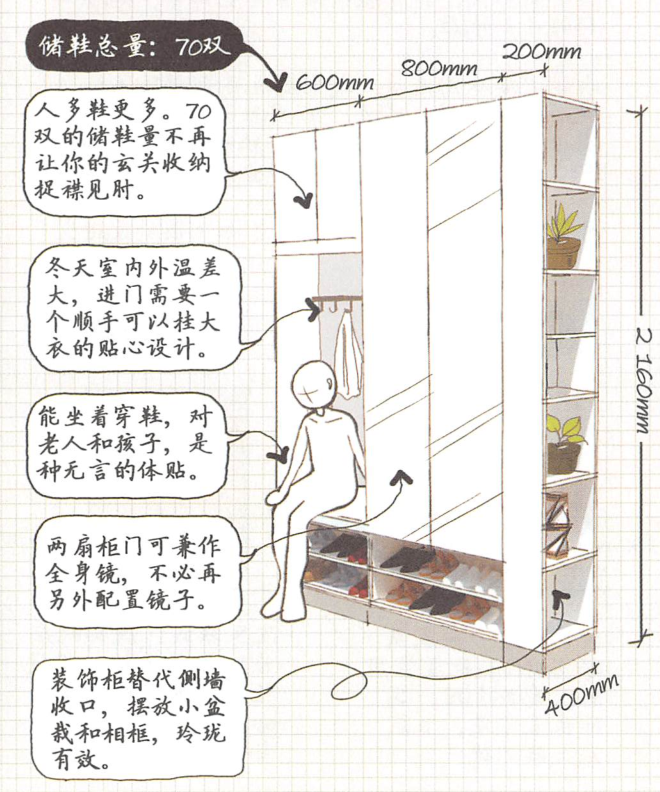 储鞋总量：70双
200mm
800mm
600mm
人多鞋更多。70
双的储鞋量不再
让你的玄关收纳
捉襟见肘。
冬天室内外温差
大，进门需要一
个顺手可以挂大
衣的贴心设计。
2 160mm
能坐着穿鞋，对
老人和孩子，是
种无言的体贴。
两扇柜门可兼作
全身镜，不必再
另外配置镜子。
装饰柜替代侧墙
收口，摆放小盆
栽和相框，玲珑
有效。
400mm